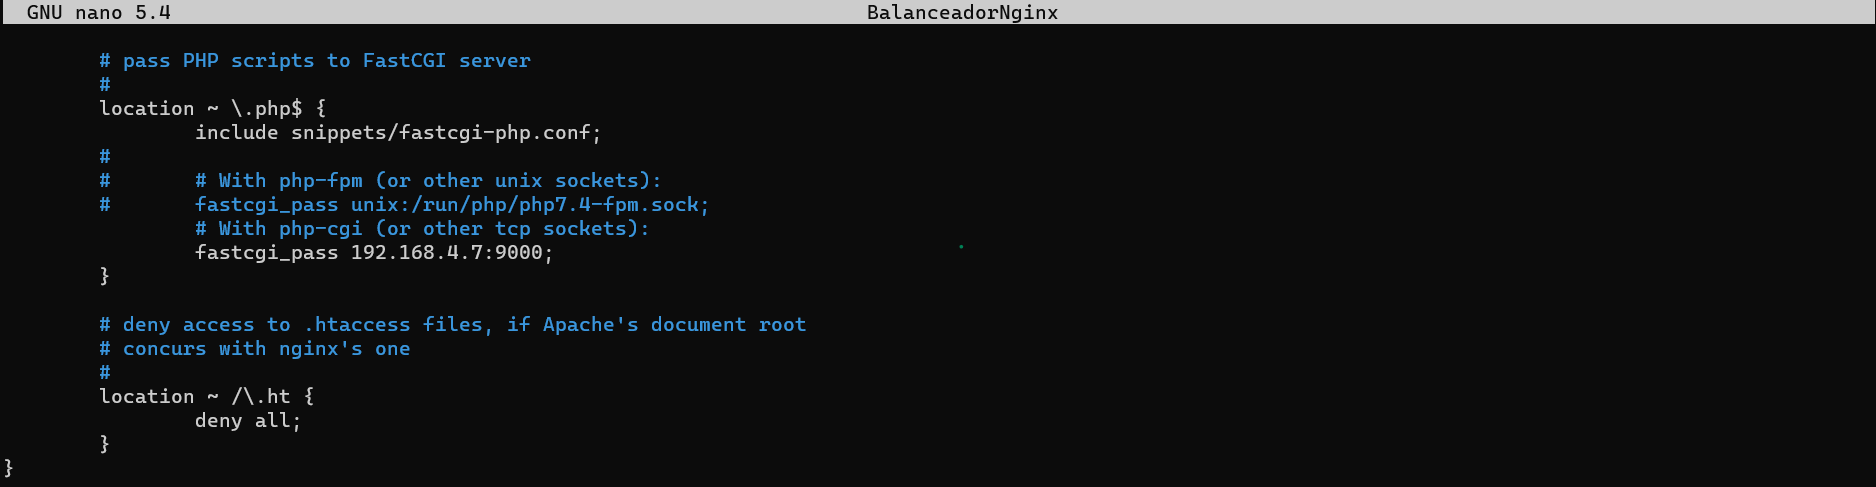 GNU nano 5.4 BalanceadorNginx
# pass PHP scripts to FastCGI server
#
location ~ \.php$ {
include snippets/fastcgi-php.conf;
#
# # With php-fpm (or other unix sockets):
# fastcgi_pass unix:/run/php/php7.4-fpm.sock;
# With php-cgi (or other tcp sockets):
fastcgi_pass 192.168.4.7:9000;
}
# deny access to .htaccess files, if Apache's document root
# concurs with nginx's one
#
location ~ /\.ht {
deny all;
}
}